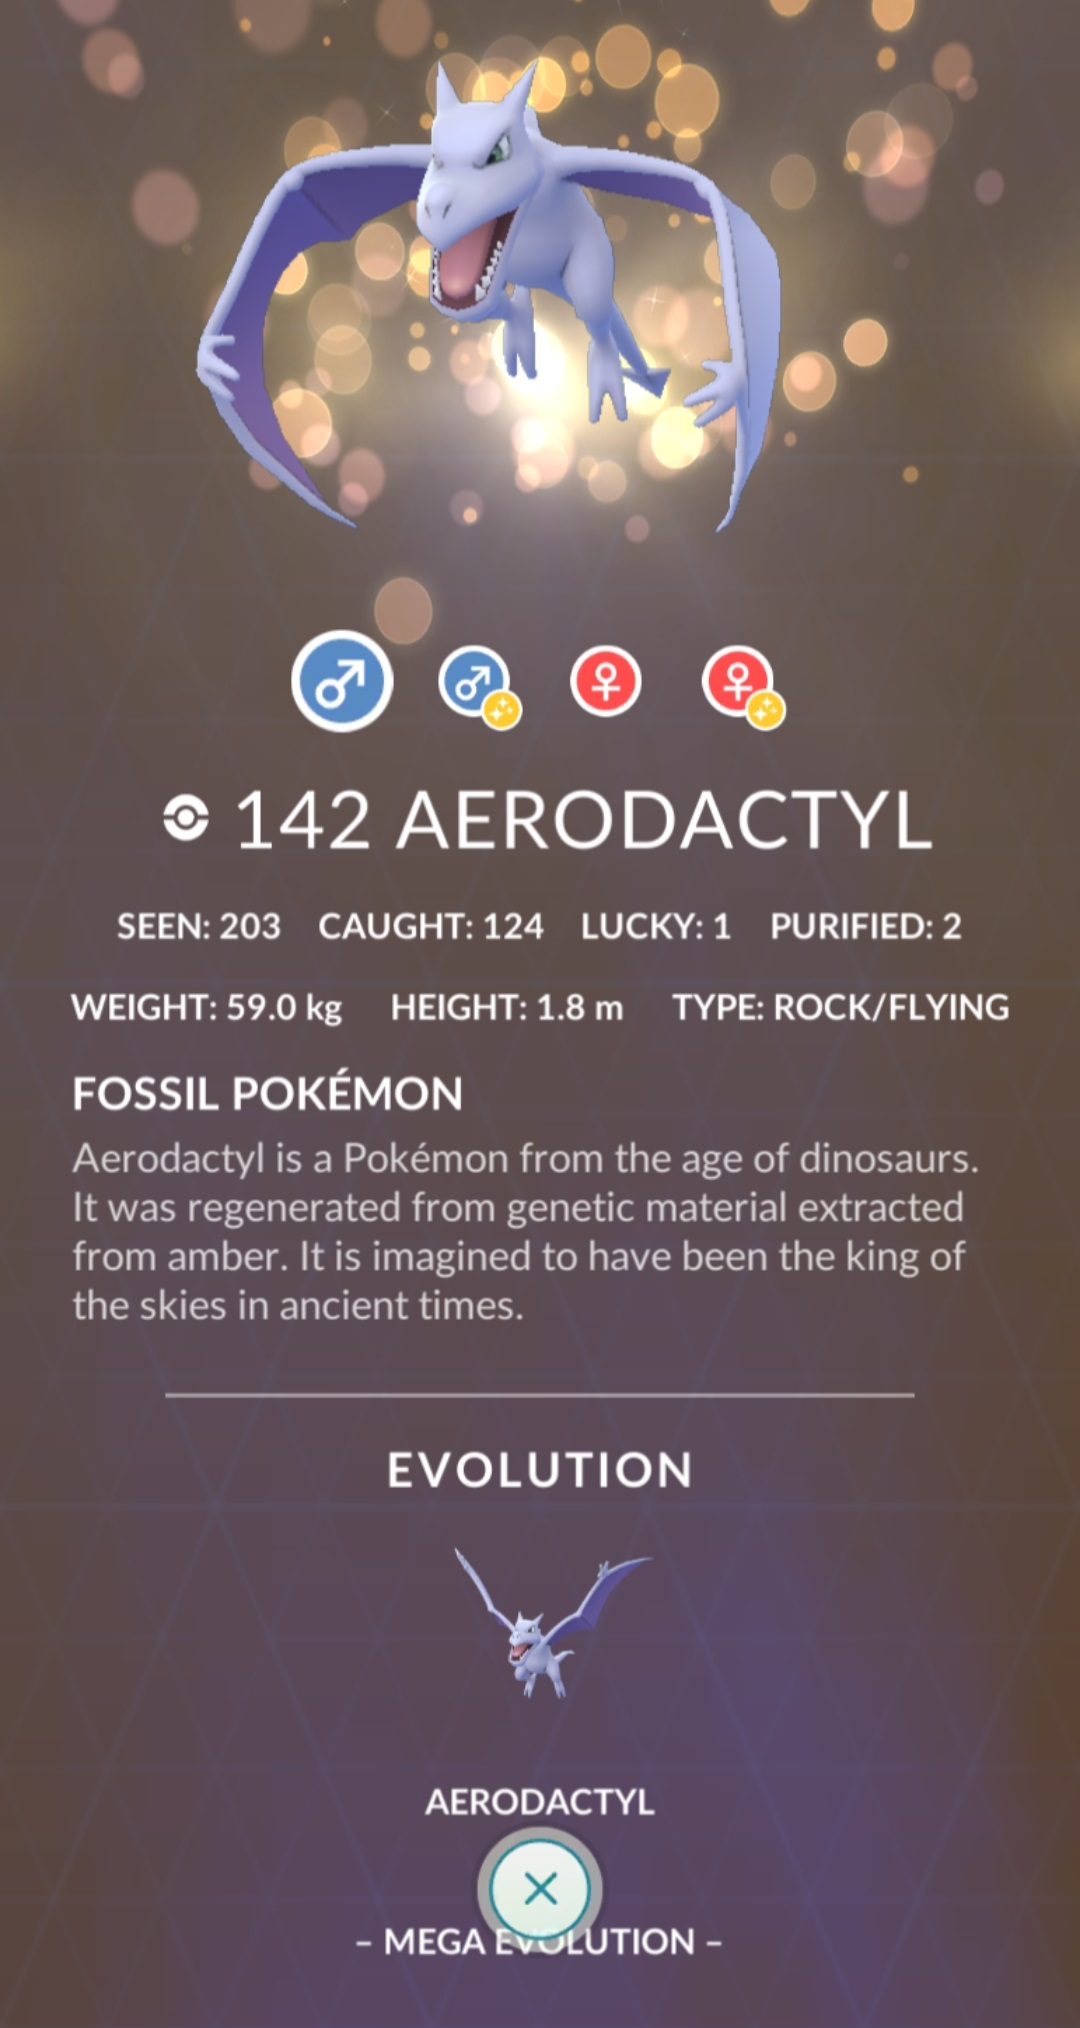 142 AERODACTYL
SEEN: 203 CAUGHT: 124 LUCKY: 1 PURIFIED: 2
WEIGHT: 59.0 kg HEIGHT: 1.8 m TYPE: ROCK/FLYING
FOSSIL POKÉMON
Aerodactyl is a Pokémon from the age of dinosaurs.
It was regenerated from genetic material extracted
from amber. It is imagined to have been the king of
the skies in ancient times.
EVOLUTION
AERODACTYL
– MEGA EVOLUTION –